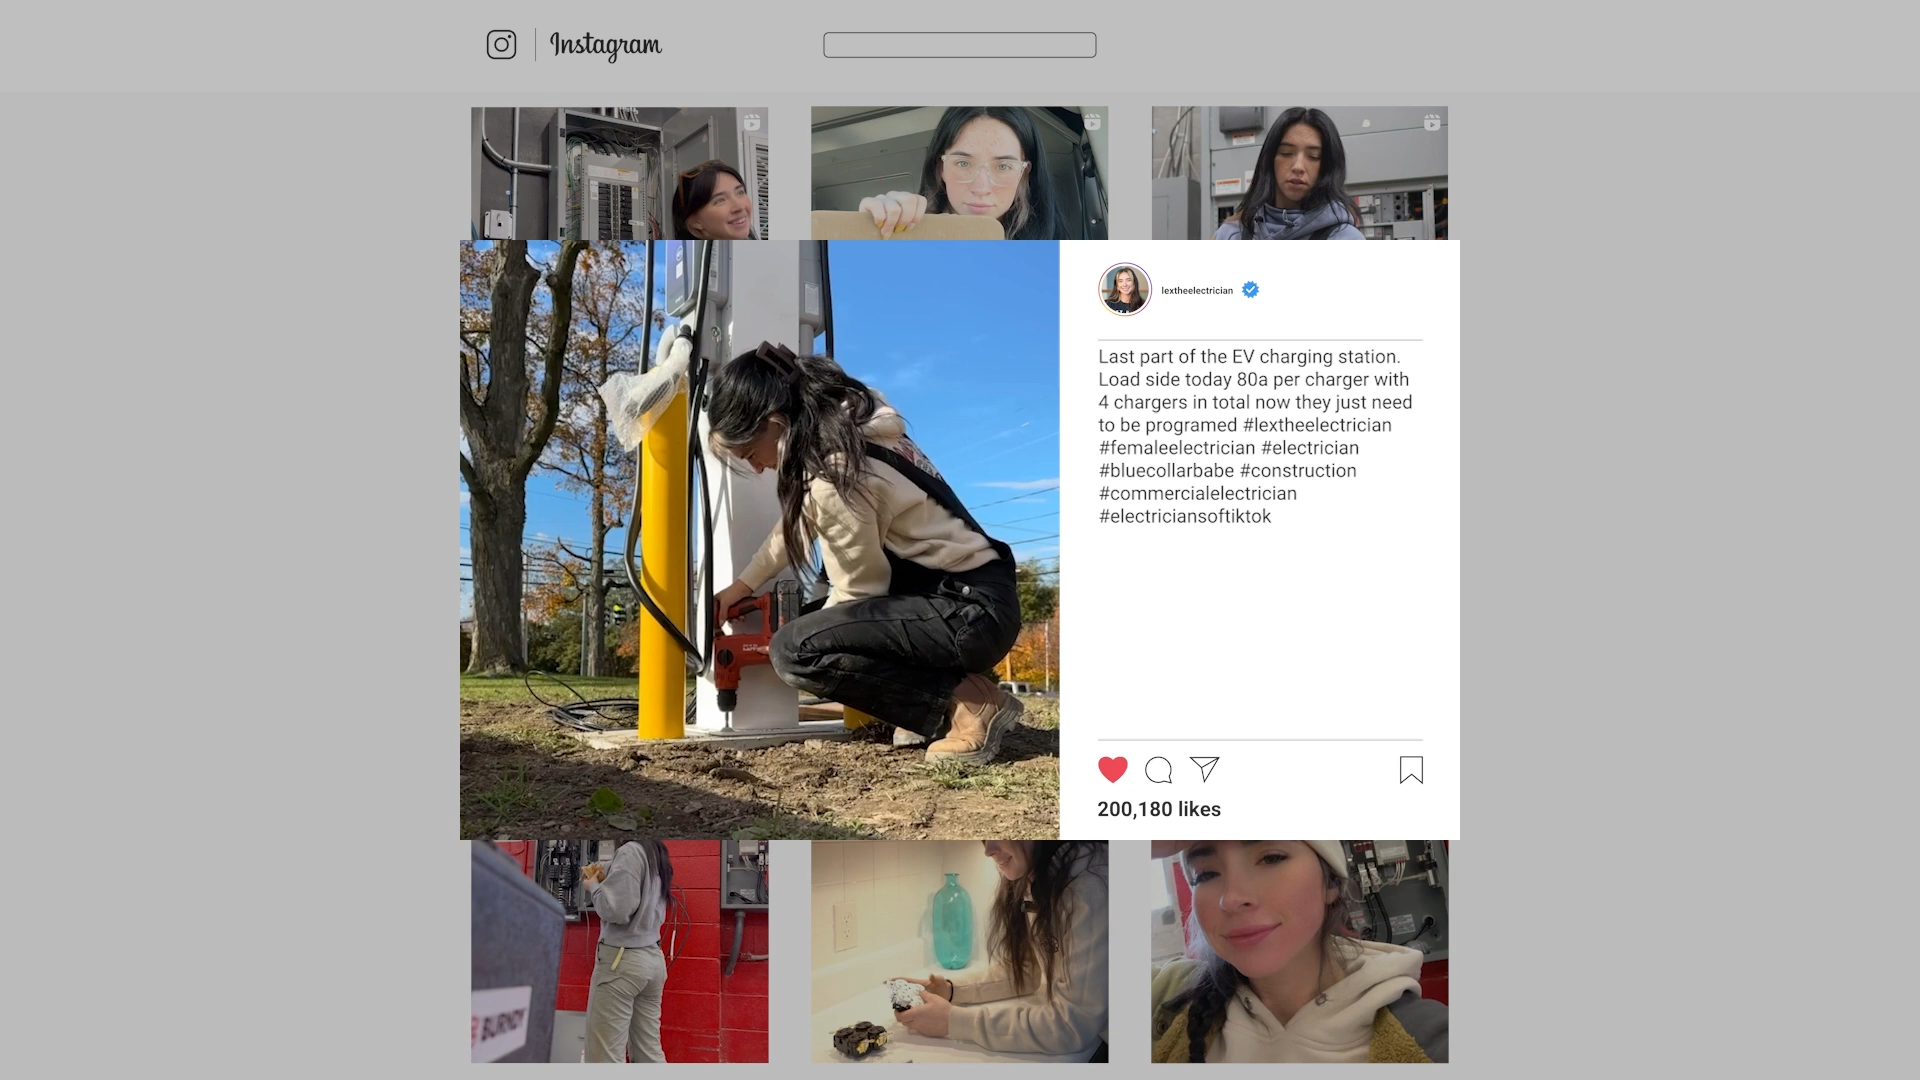 Instagram
lextheelectrician
Last part of the EV charging station.
Load side today 80a per charger with
4 chargers in total now they just need
to be programed #lextheelectrician
#femaleelectrician #electrician
#bluecollarbabe #construction
#commercialelectrician
#electriciansoftiktok
200,180 likes
BURNDY